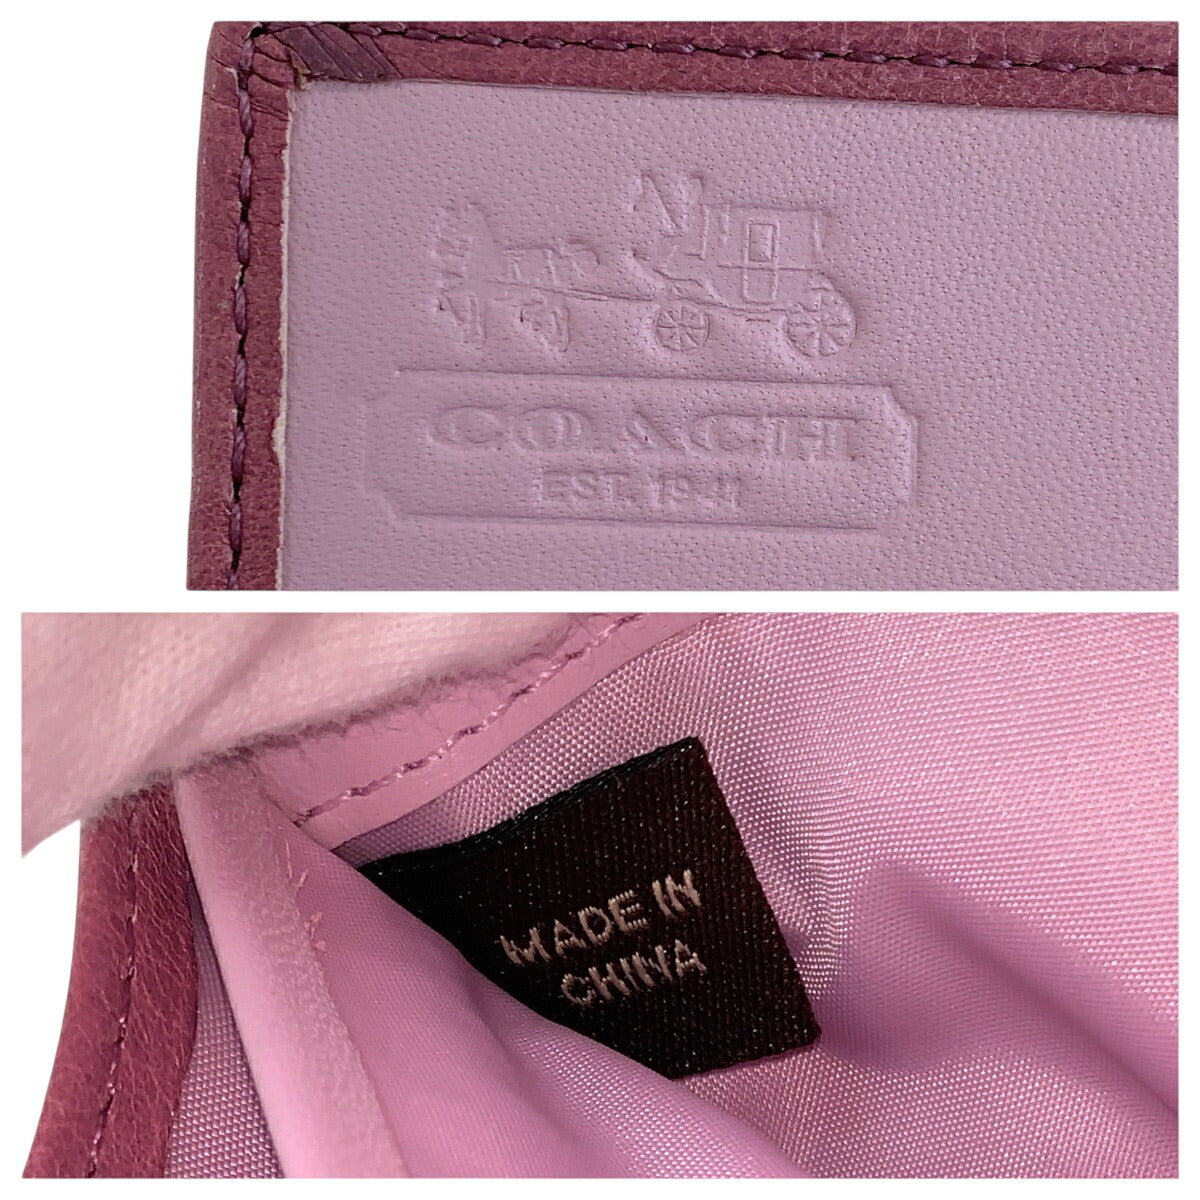 COACH
EST. 1941
MADE IN
CHINA